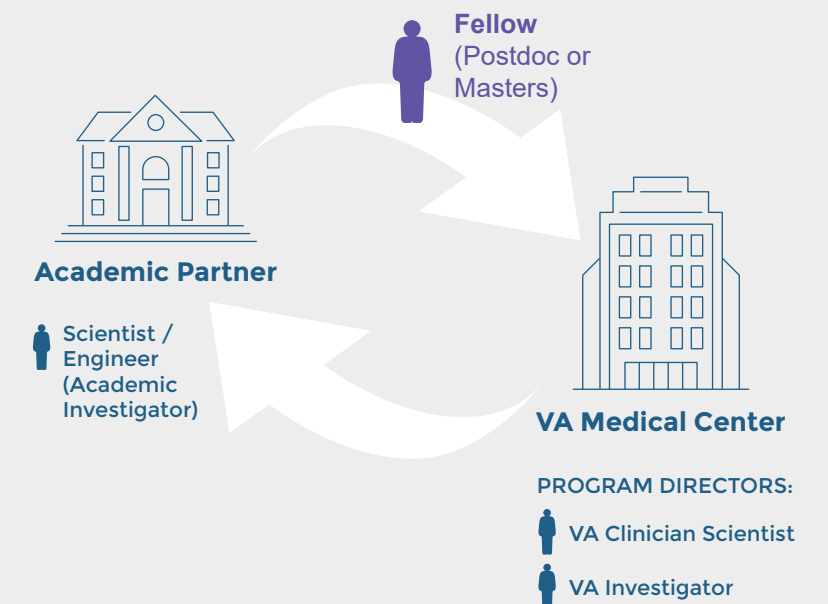 Fellow
(Postdoc or
Masters)
Academic Partner
Scientist /
Engineer
(Academic
Investigator)
VA Medical Center
PROGRAM DIRECTORS:
VA Clinician Scientist
VA Investigator